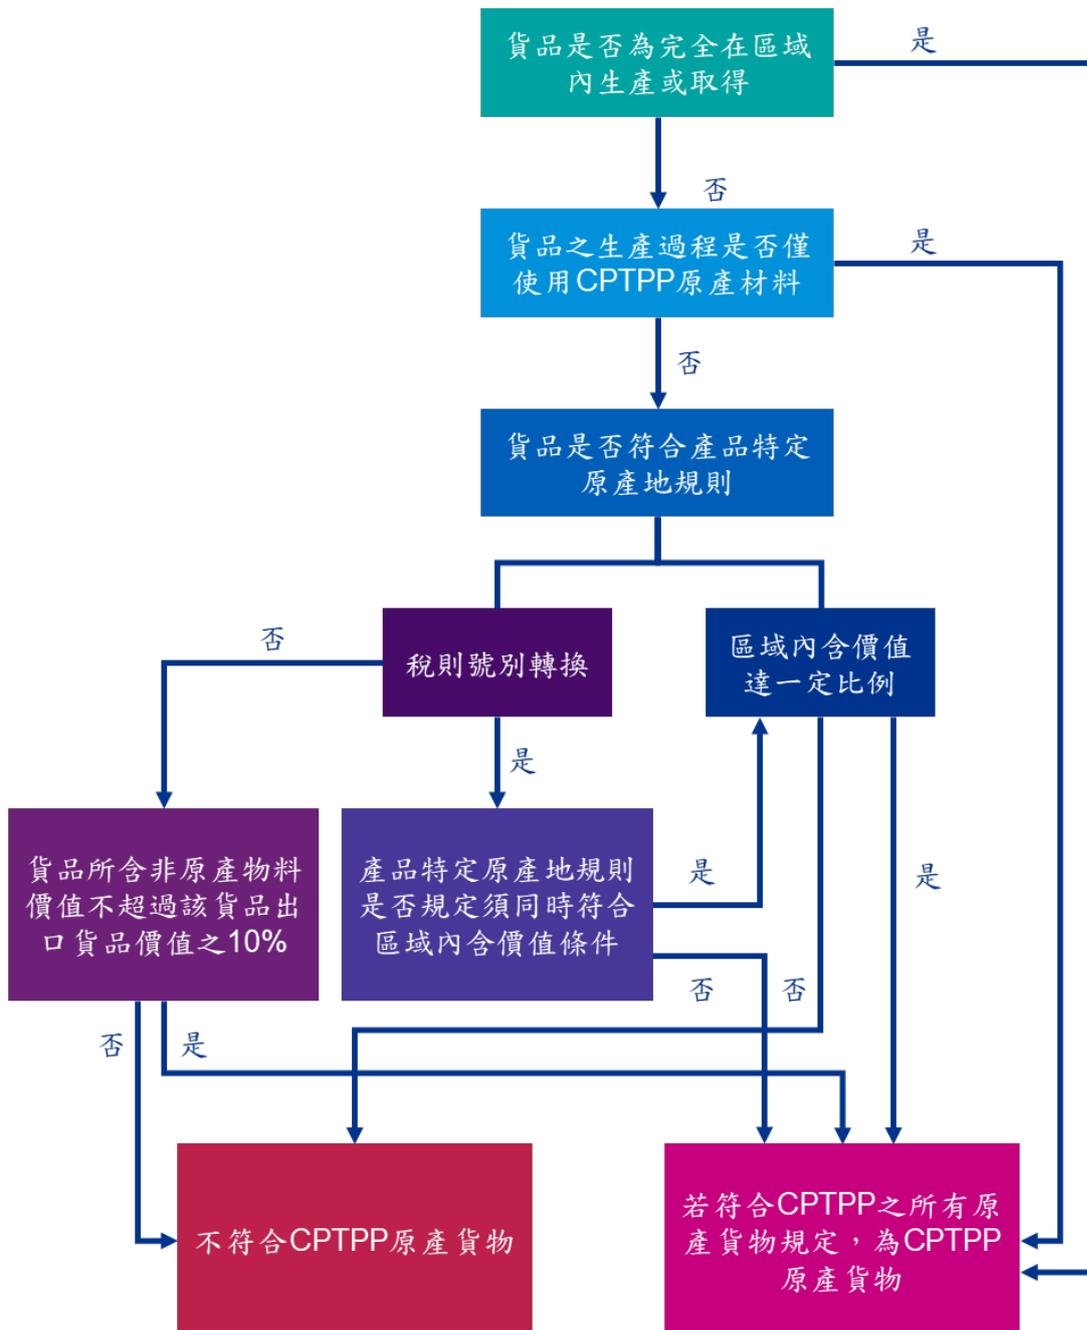 貨品是否為完全在區域
內生產或取得
是
否
貨品之生產過程是否僅
使用CPTPP原產材料
是
否
貨品是否符合產品特定
原產地規則
否
稅則號別轉換
區域內含價值
達一定比例
是
貨品所含非原產物料
價值不超過該貨品出
口貨品價值之10%
產品特定原產地規則
是否規定須同時符合
區域內含價值條件
是
是
否
否
否
是
不符合CPTPP原產貨物
若符合CPTPP之所有原
產貨物規定，為CPTPP
原產貨物